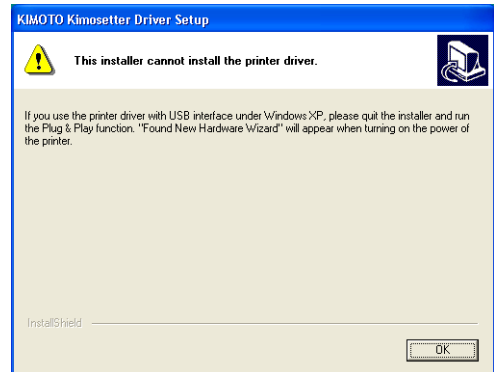 KIMOTO Kimosetter Driver Setup
This installer cannot install the printer driver.
If you use the printer driver with USB interface under Windows XP, please quit the installer and run
the Plug & Play function. "Found New Hardware Wizard" will appear when turning on the power of
the printer.
InstallShield
OK